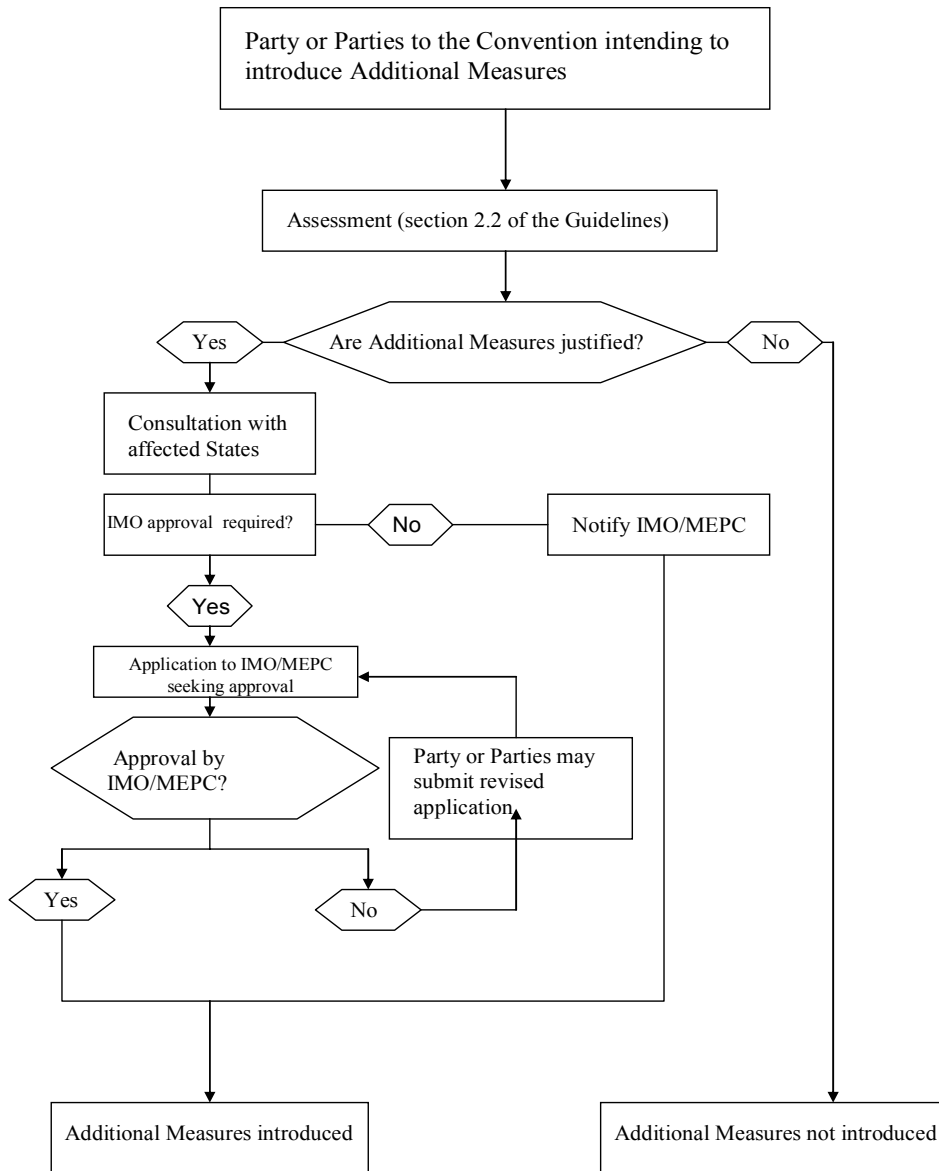 Party or Parties to the Convention intending to
introduce Additional Measures
Assessment (section 2.2 of the Guidelines)
Yes
Are Additional Measures justified?
No
Consultation with
affected States
IMO approval required?
No
Notify IMO/MEPC
Yes
Application to IMO/MEPC
seeking approval
Approval by
IMO/MEPC?
Party or Parties may
submit revised
application
Yes
No
Additional Measures introduced
Additional Measures not introduced